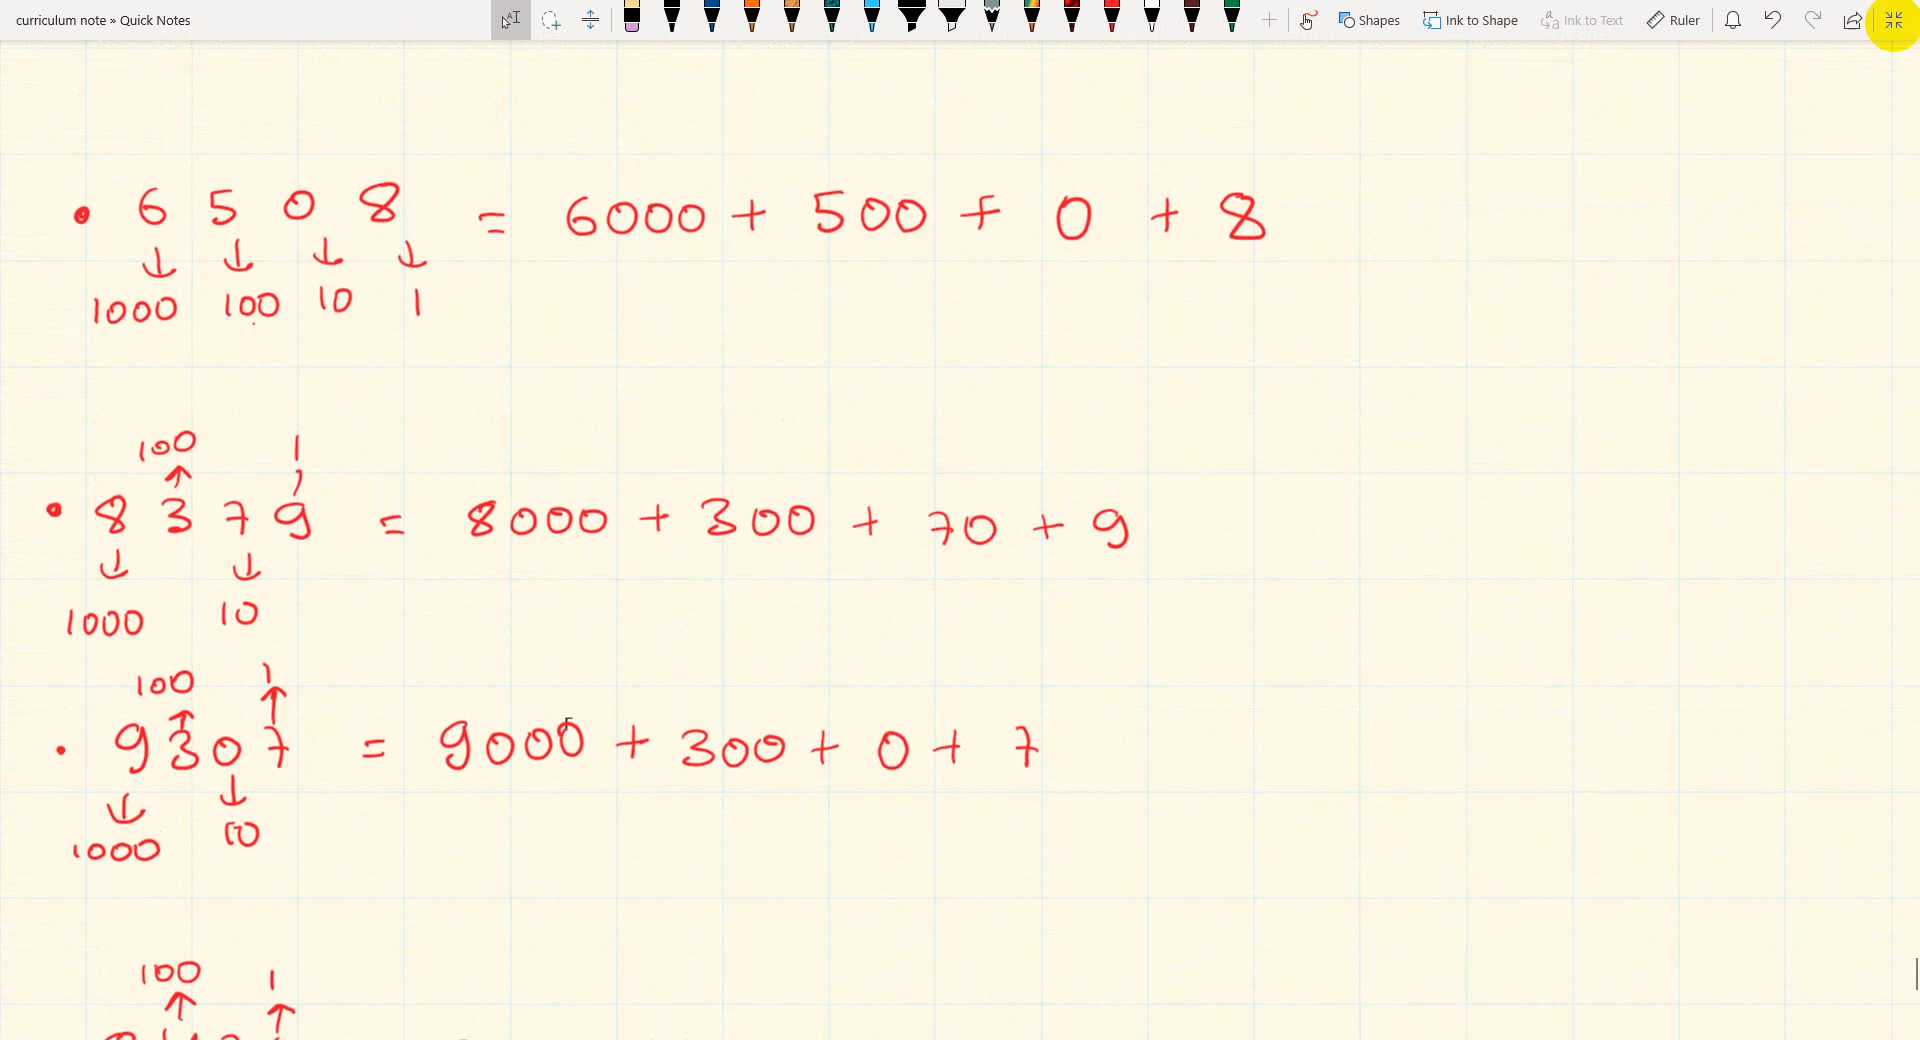 curriculum note » Quick Notes
Shapes Ink to Shape Ink to Text Ruler
• 6 5 0 8 = 6000 + 500 + 0 + 8
↓ ↓ ↓ ↓
1000 100 10 1
100 1
↑
• 8 3 7 9 = 8000 + 300 + 70 + 9
↓ ↓
1000 10
100 1
↑ ↑
• 9 3 0 7 = 9000 + 300 + 0 + 7
↓ ↓
1000 10
100 1
↑ ↑